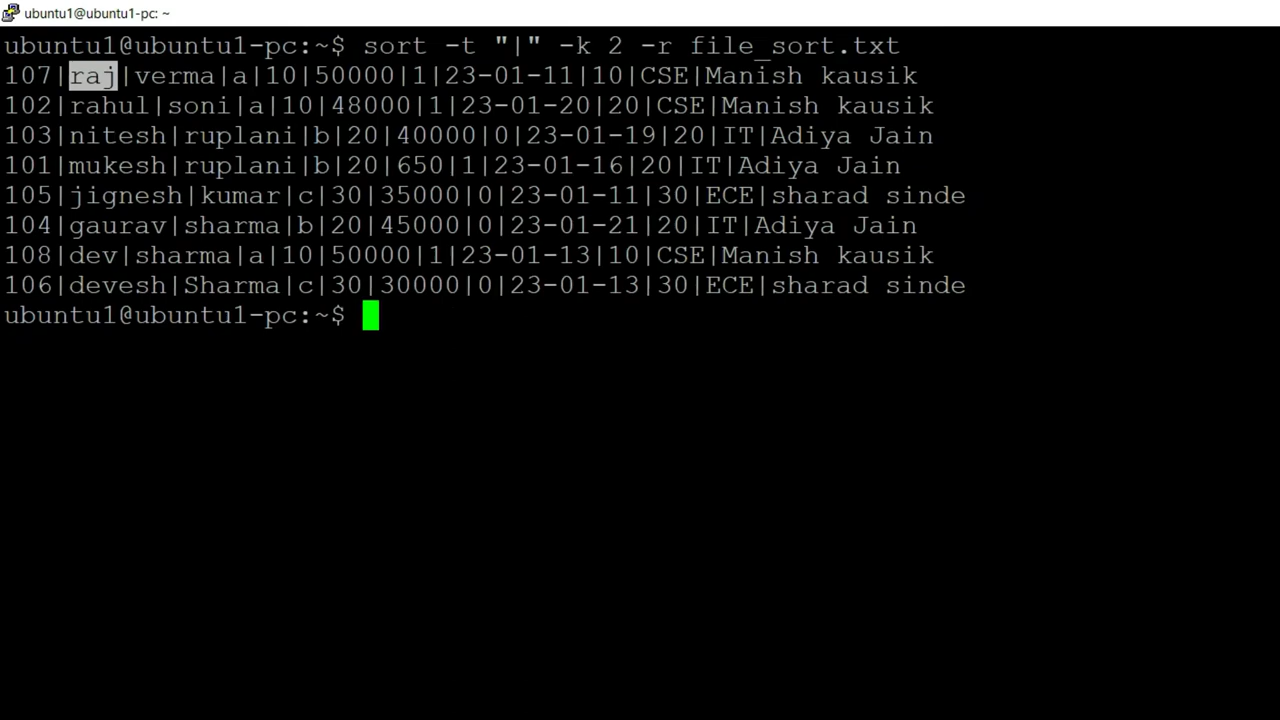 ubuntu1@ubuntu1-pc: ~
ubuntu1@ubuntu1-pc:~$ sort -t "|" -k 2 -r file_sort.txt
107|raj|verma|a|10|50000|1|23-01-11|10|CSE|Manish kausik
102|rahul|soni|a|10|48000|1|23-01-20|20|CSE|Manish kausik
103|nitesh|ruplani|b|20|40000|0|23-01-19|20|IT|Adiya Jain
101|mukesh|ruplani|b|20|650|1|23-01-16|20|IT|Adiya Jain
105|jignesh|kumar|c|30|35000|0|23-01-11|30|ECE|sharad sinde
104|gaurav|sharma|b|20|45000|0|23-01-21|20|IT|Adiya Jain
108|dev|sharma|a|10|50000|1|23-01-13|10|CSE|Manish kausik
106|devesh|Sharma|c|30|30000|0|23-01-13|30|ECE|sharad sinde
ubuntu1@ubuntu1-pc:~$